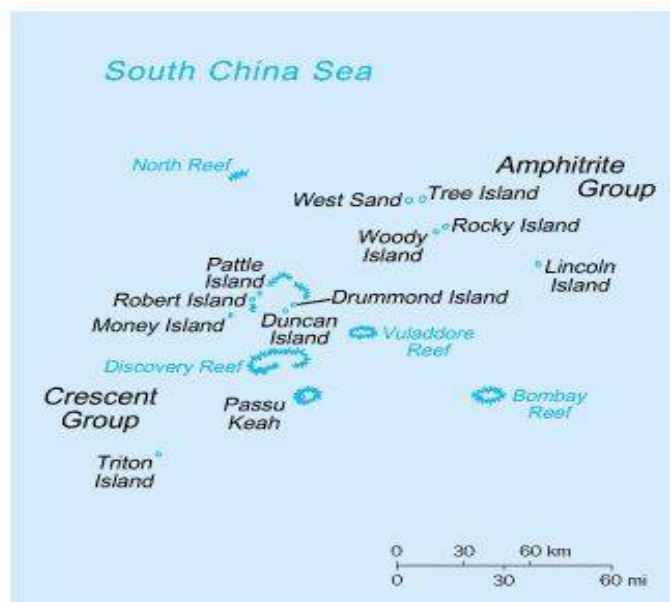 South China Sea
North Reef
Amphitrite
Group
West Sand
Tree Island
Woody
Island
Rocky Island
Lincoln
Island
Pattle
Island
Robert Island
Drummond Island
Money Island
Duncan
Island
Vuladdore
Reef
Discovery Reef
Crescent
Group
Passu
Keah
Bombay
Reef
Triton
Island
0 30 60 km
0 30 60 mi